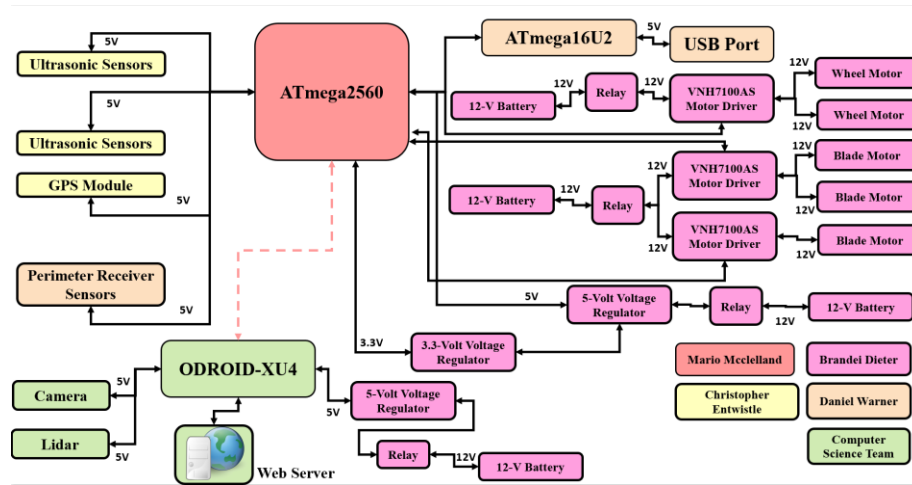 5V
Ultrasonic Sensors
5V
Ultrasonic Sensors
GPS Module
5V
Perimeter Receiver
Sensors
5V
ATmega2560
ATmega16U2
5V
USB Port
12-V Battery
12V
Relay
12V
VNH7100AS
Motor Driver
12V
Wheel Motor
12V
Wheel Motor
12-V Battery
12V
Relay
12V
VNH7100AS
Motor Driver
12V
Blade Motor
12V
Blade Motor
12V
VNH7100AS
Motor Driver
12V
Blade Motor
5V
5-Volt Voltage
Regulator
Relay
12V
12-V Battery
3.3V
3.3-Volt Voltage
Regulator
ODROID-XU4
5V
Camera
Lidar
5V
Web Server
5V
5-Volt Voltage
Regulator
Relay
12V
12-V Battery
Mario Mcclelland
Brandei Dieter
Christopher
Entwistle
Daniel Warner
Computer
Science Team